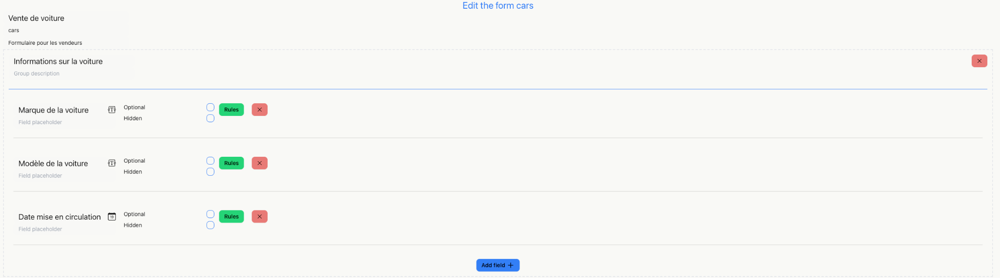 Edit the form cars
Vente de voiture
cars
Formulaire pour les vendeurs
Informations sur la voiture
Group description
Marque de la voiture
Field placeholder
T
Optional
Hidden
Rules
Modèle de la voiture
Field placeholder
T
Optional
Hidden
Rules
Date mise en circulation
Field placeholder
19
Optional
Hidden
Rules
Add field